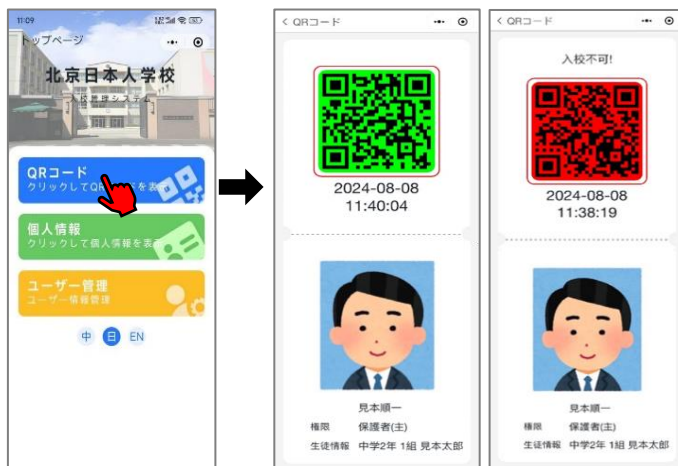 11:09
トップページ
北京日本人学校
入校管理システム
QRコード
クリックしてQR
を表
個人情報
クリックして個人情報を表
ユーザー管理
ユーザー情報管理
中 日 EN
< QRコード
2024-08-08
11:40:04
見本順一
権限 保護者(主)
生徒情報 中学2年 1組 見本太郎
< QRコード
入校不可!
2024-08-08
11:38:19
見本順一
権限 保護者(主)
生徒情報 中学2年 1組 見本太郎